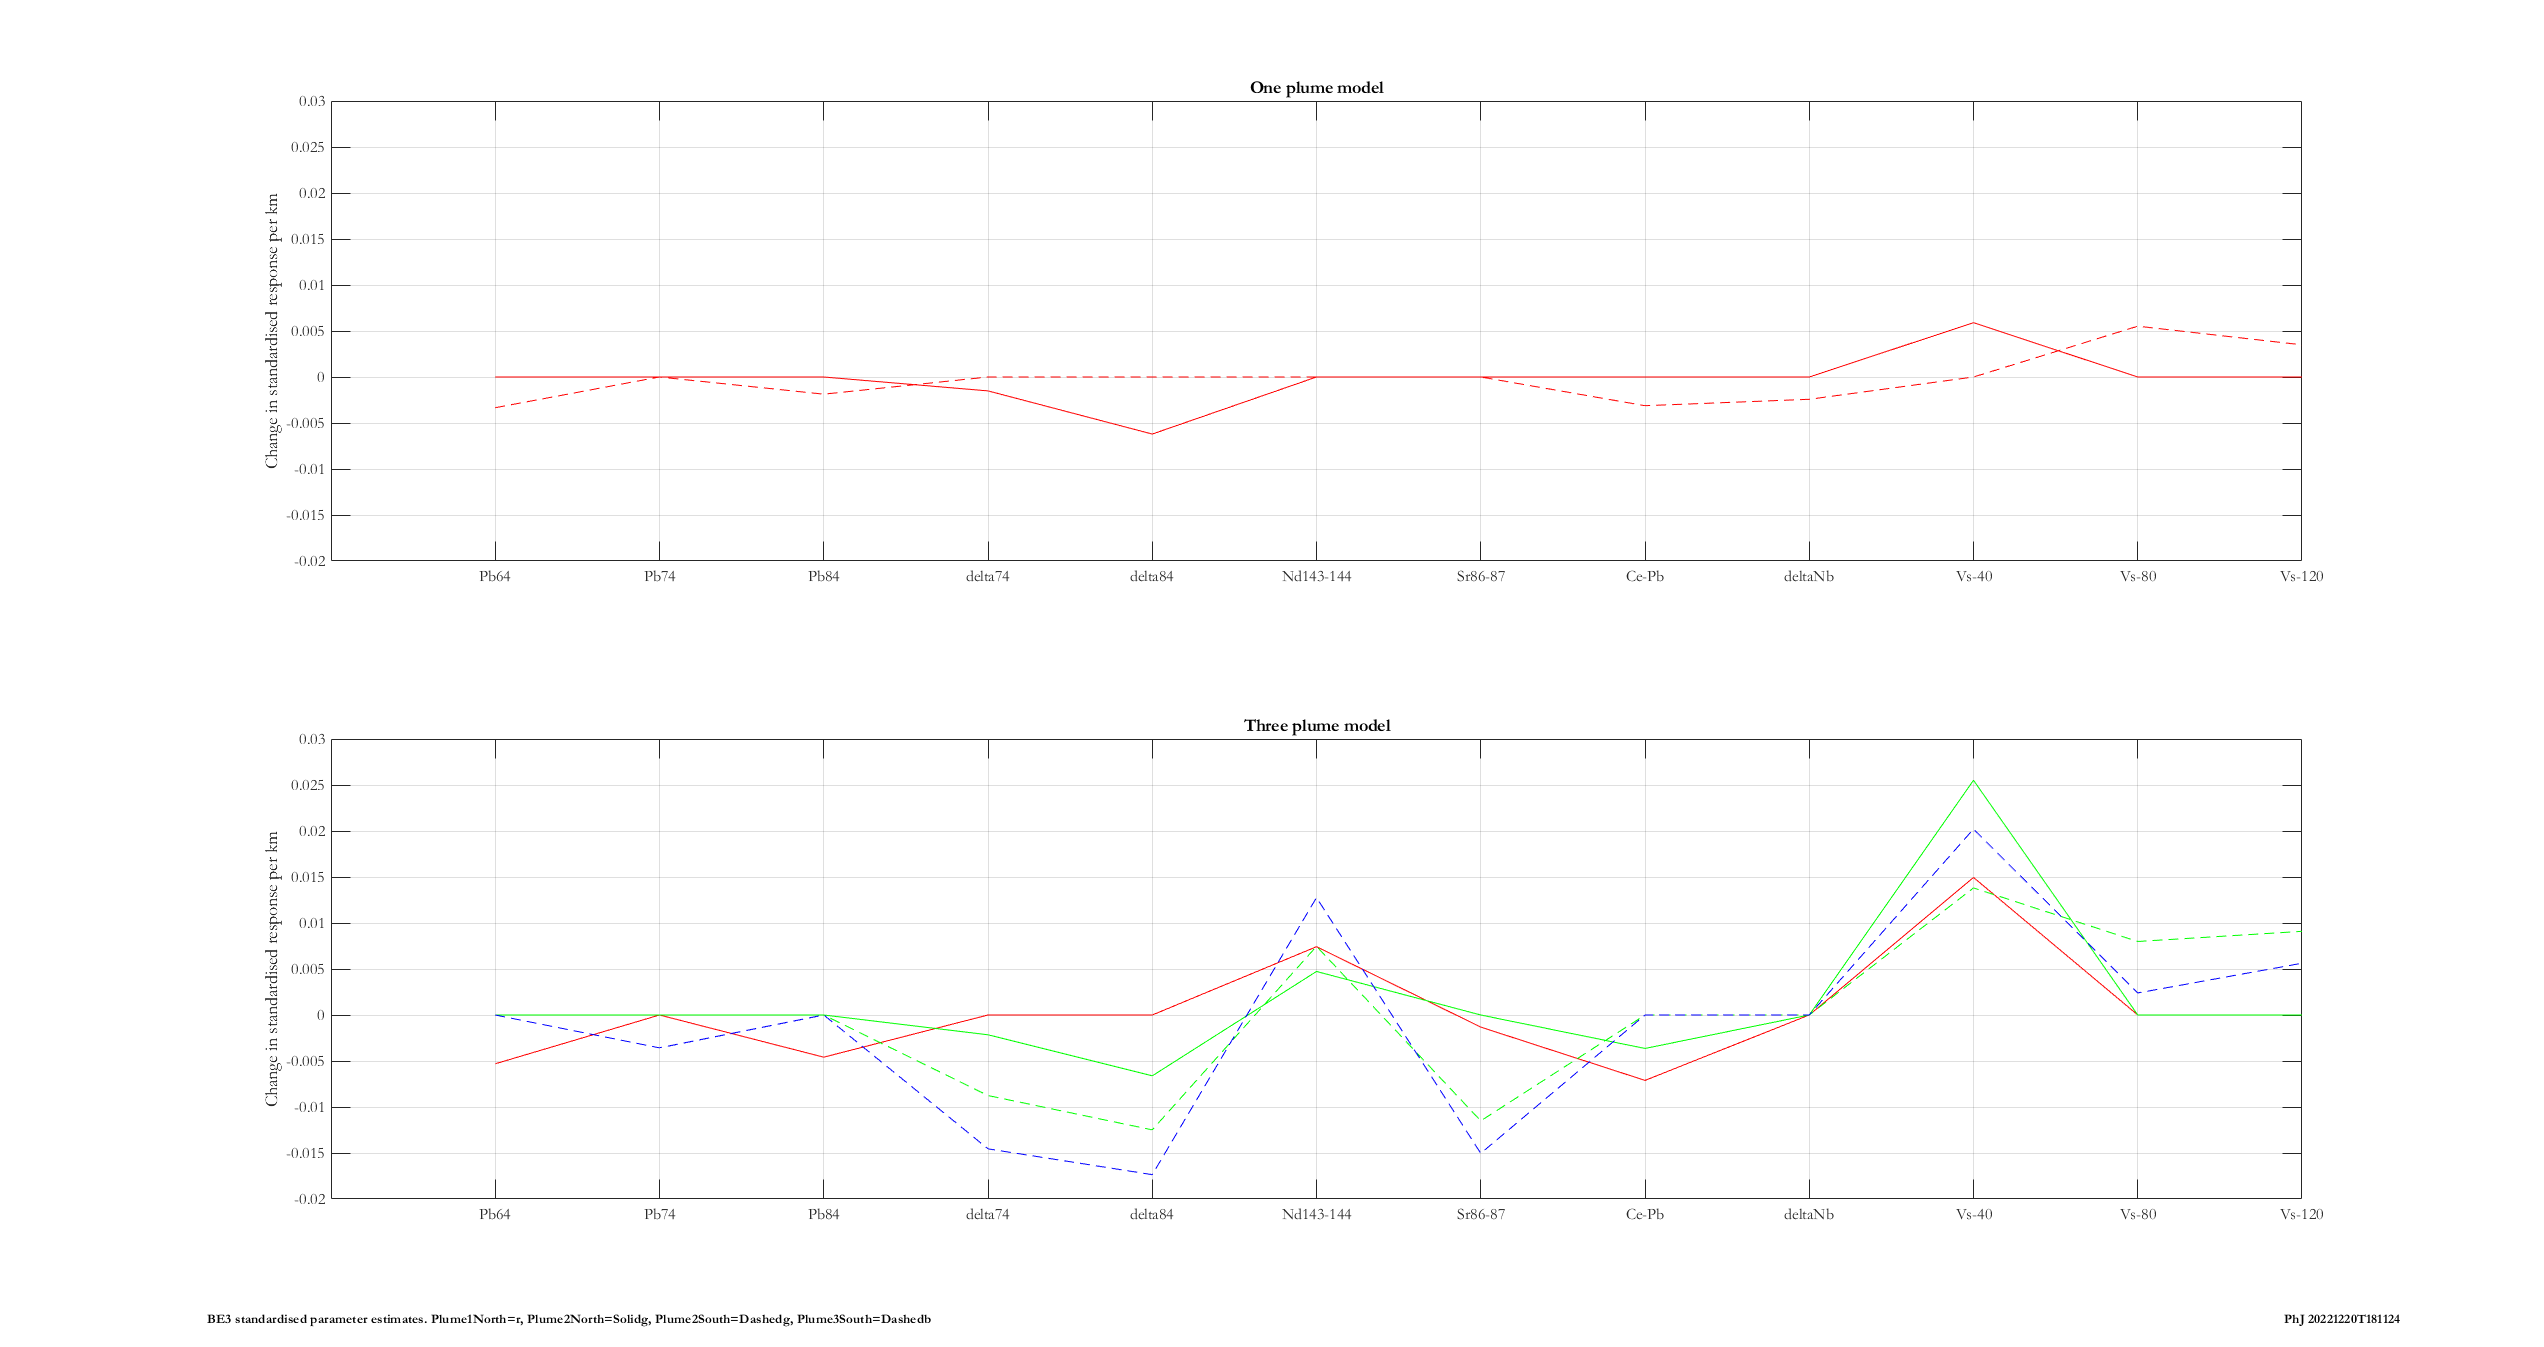 One plume model
0.03
0.025
0.02
0.015
0.01
0.005
0
-0.005
-0.01
-0.015
-0.02
Change in standardised response per km
Pb64 Pb74 Pb84 delta74 delta84 Nd143-144 Sr86-87 Ce-Pb deltaNb Vs-40 Vs-80 Vs-120
Three plume model
0.03
0.025
0.02
0.015
0.01
0.005
0
-0.005
-0.01
-0.015
-0.02
Change in standardised response per km
Pb64 Pb74 Pb84 delta74 delta84 Nd143-144 Sr86-87 Ce-Pb deltaNb Vs-40 Vs-80 Vs-120
BE3 standardised parameter estimates. Plume1North=r, Plume2North=Solidg, Plume2South=Dashedg, Plume3South=Dashedb
PhJ 20221220T181124